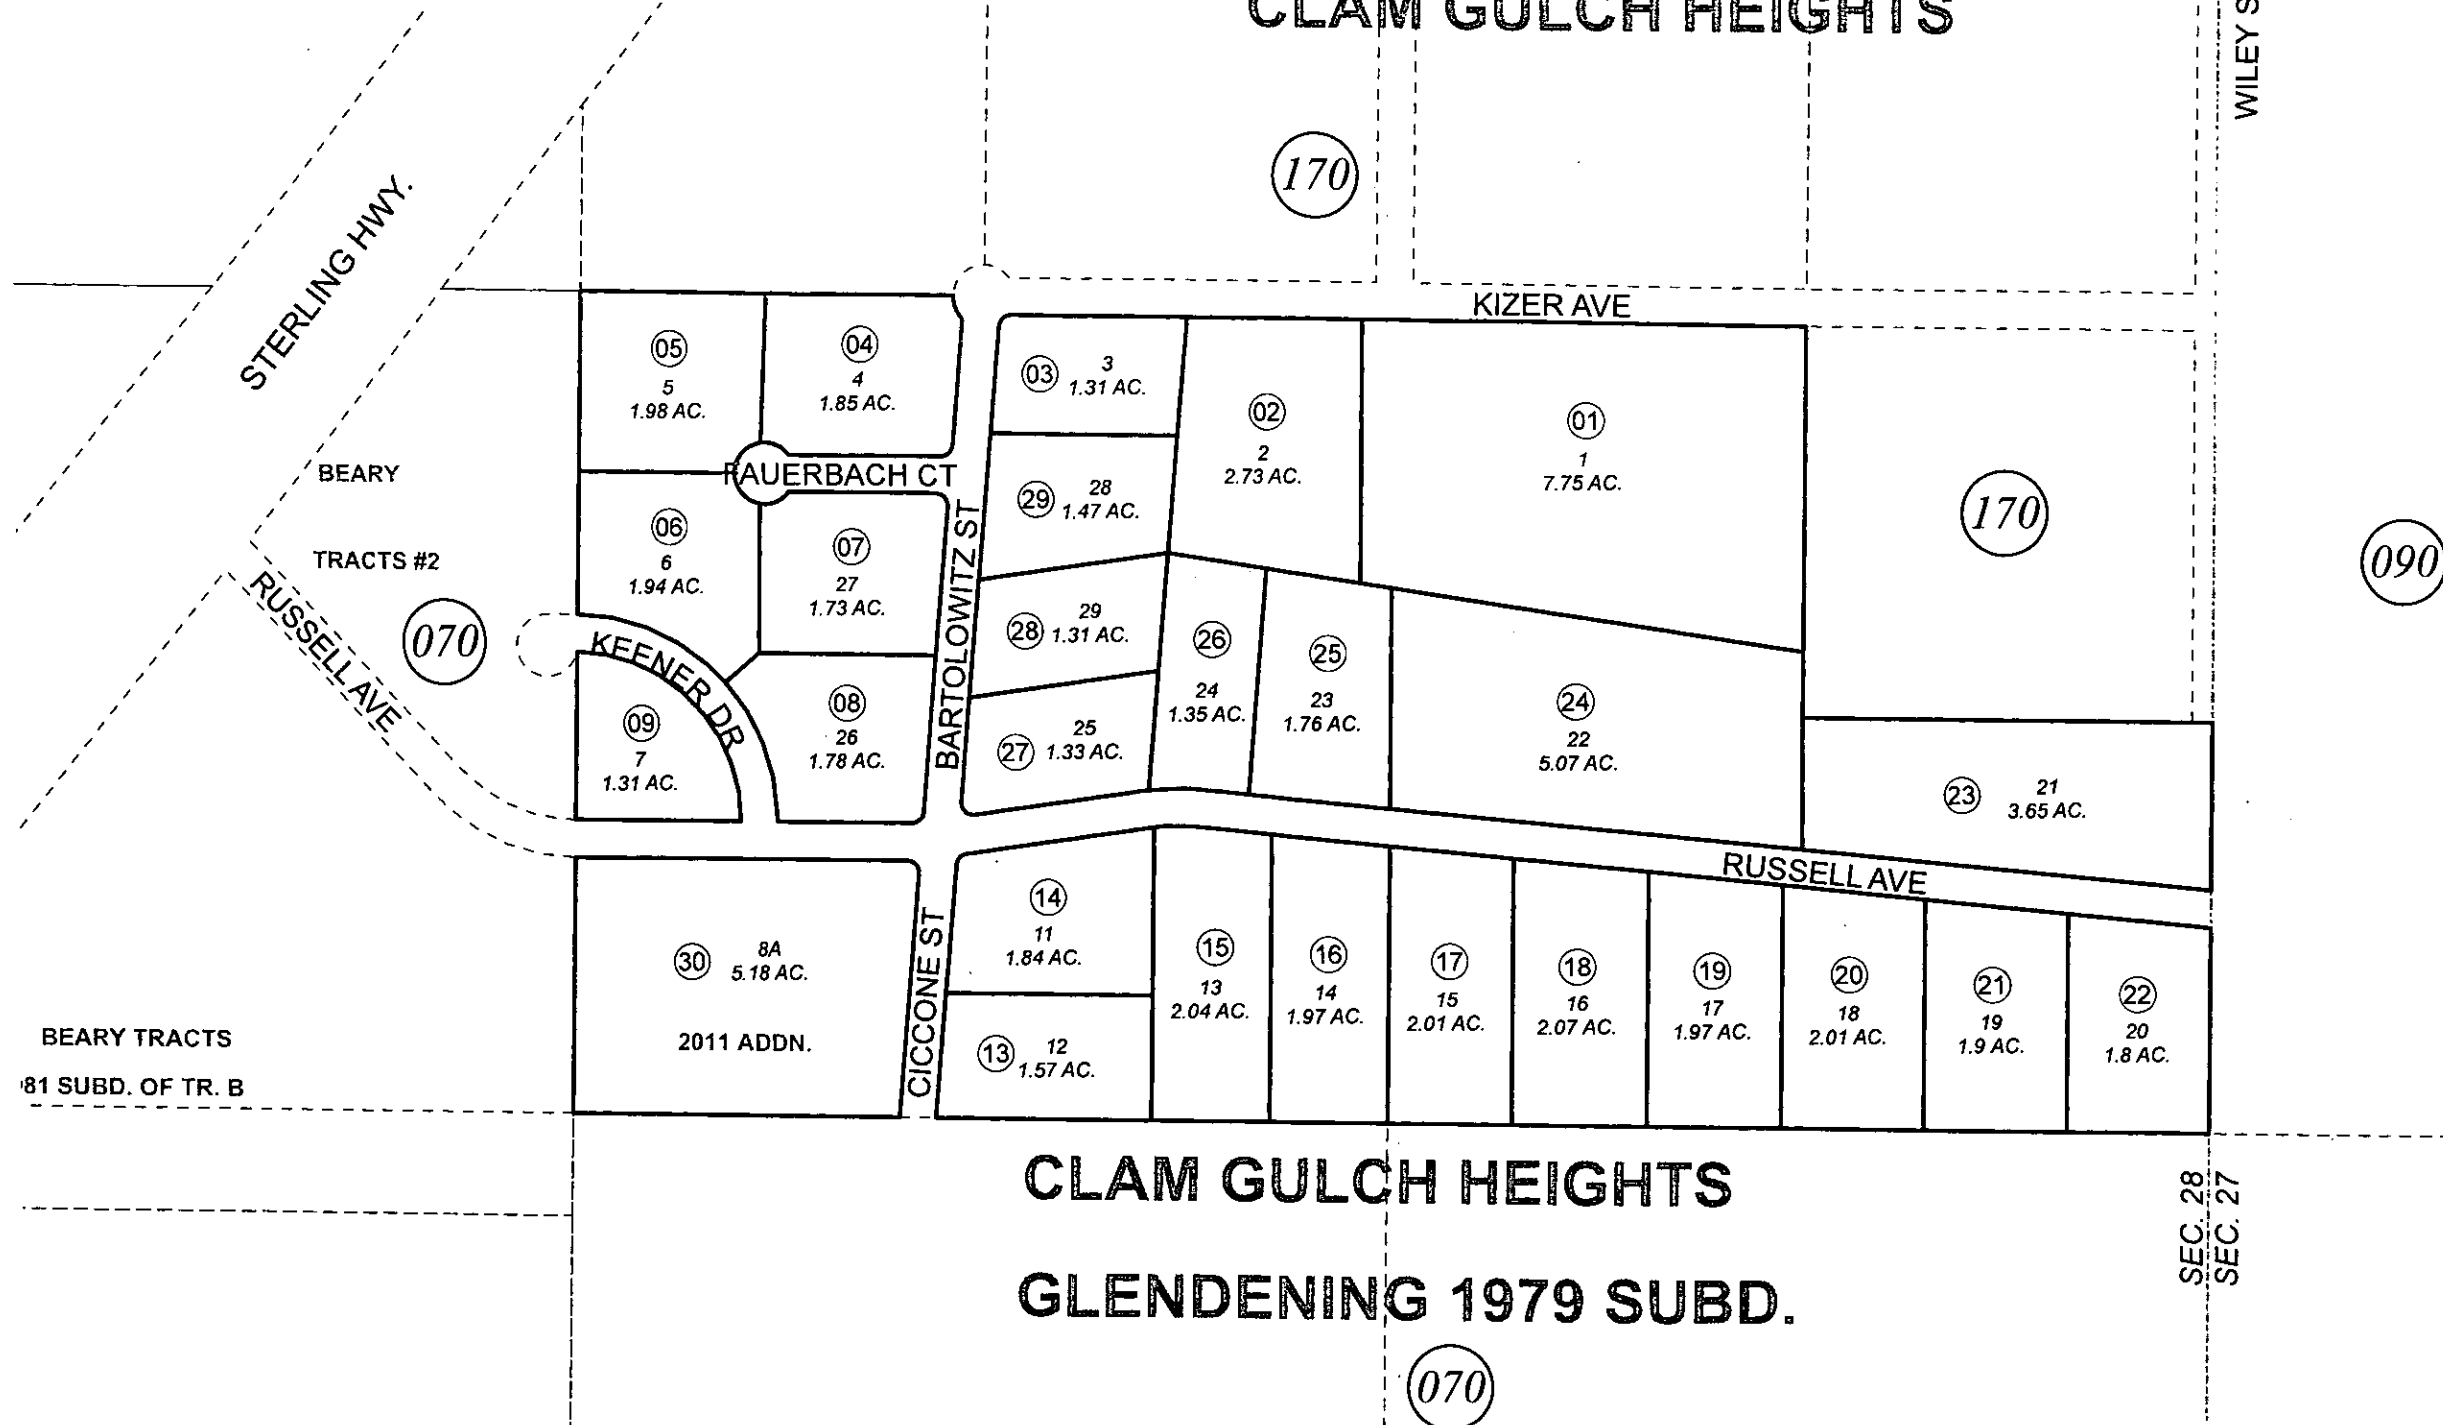 CLAM GULCH HEIGHTS
WILEY S
170
STERLING HWY.
KIZER AVE
05
5
1.98 AC.
04
4
1.85 AC.
03
3
1.31 AC.
02
2
2.73 AC.
01
1
7.75 AC.
BEARY
TRACTS #2
070
RUSSELL AVE
AUERBACH CT
29
28
1.47 AC.
170
090
06
6
1.94 AC.
07
27
1.73 AC.
BARTOLOWITZ ST
KEENER DR
28
29
1.31 AC.
26
24
1.35 AC.
25
23
1.76 AC.
24
22
5.07 AC.
09
7
1.31 AC.
08
26
1.78 AC.
27
25
1.33 AC.
23
21
3.65 AC.
RUSSELL AVE
30
8A
5.18 AC.
2011 ADDN.
CICCONE ST
14
11
1.84 AC.
13
12
1.57 AC.
15
13
2.04 AC.
16
14
1.97 AC.
17
15
2.01 AC.
18
16
2.07 AC.
19
17
1.97 AC.
20
18
2.01 AC.
21
19
1.9 AC.
22
20
1.8 AC.
BEARY TRACTS
81 SUBD. OF TR. B
CLAM GULCH HEIGHTS
GLENDENING 1979 SUBD.
SEC. 28
SEC. 27
070